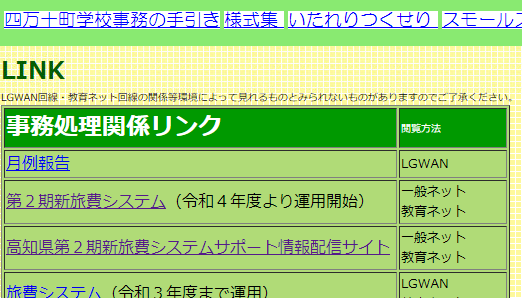 四万十町学校事務の手引き 様式集 いたれりつくせり スモールス
LINK
LGWAN回線・教育ネット回線の関係等環境によって見れるものとみられないものがありますのでご了承ください。
事務処理関係リンク 閲覧方法
月例報告 LGWAN
第２期新旅費システム（令和４年度より運用開始） 一般ネット
教育ネット
高知県第２期新旅費システムサポート情報配信サイト 一般ネット
教育ネット
旅費システム（令和３年度まで運用） LGWAN